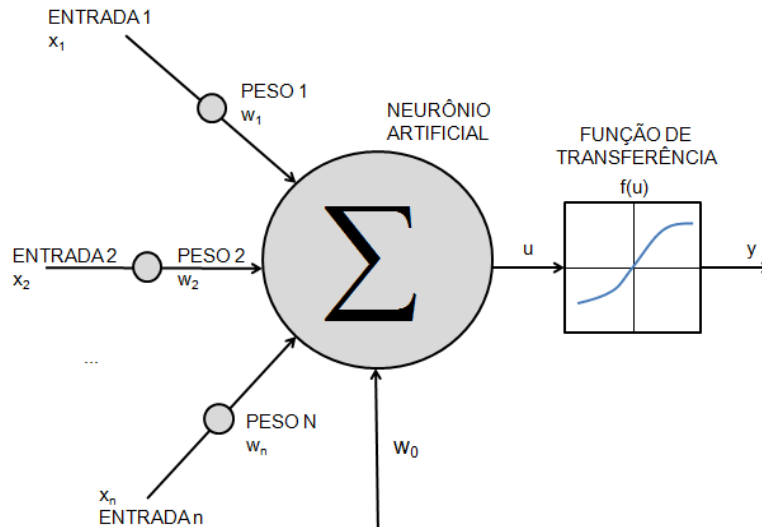 ENTRADA 1
x₁
PESO 1
w₁
NEURÔNIO
ARTIFICIAL
FUNÇÃO DE
TRANSFERÊNCIA
f(u)
ENTRADA 2
x₂
PESO 2
w₂
Σ
u
y
...
PESO N
wₙ
xₙ
ENTRADA n
w₀